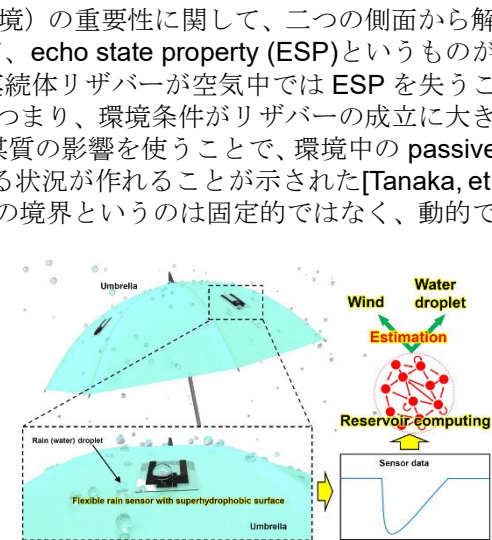 境）の重要性に関して、二つの側面から解
、echo state property (ESP)というものが
続体リザバーが空気中では ESP を失うこ
つまり、環境条件がリザバーの成立に大き
質の影響を使うことで、環境中の passive
る状況が作れることが示された[Tanaka, et
の境界というのは固定的ではなく、動的で
Umbrella
Wind
Water
droplet
Estimation
Reservoir computing
Rain (water) droplet
Flexible rain sensor with superhydrophobic surface
Umbrella
Sensor data